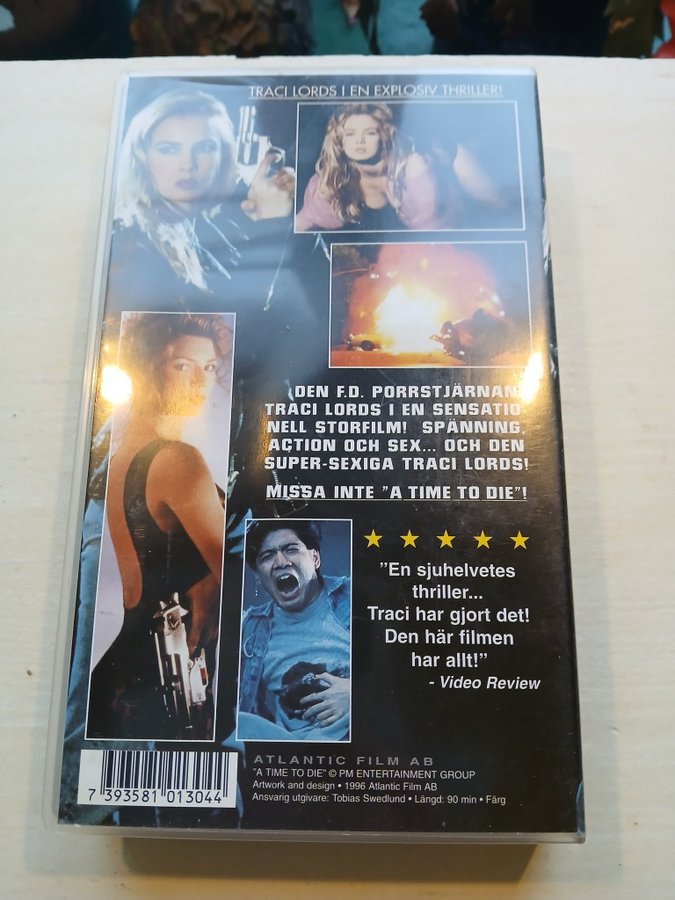 TRACI LORDS I EN EXPLOSIV THRILLER!
DEN F.D. PORRSTJÄRNAN
TRACI LORDS I EN SENSATIO
NELL STORFILM! SPÄNNING,
ACTION OCH SEX... OCH DEN
SUPER-SEXIGA TRACI LORDS!
MISSA INTE "A TIME TO DIE"!
"En sjuhelvetes
thriller...
Traci har gjort det!
Den här filmen
har allt!"
- Video Review
ATLANTIC FILM AB
"A TIME TO DIE" © PM ENTERTAINMENT GROUP
Artwork and design • 1996 Atlantic Film AB
Ansvarig utgivare: Tobias Swedlund • Längd: 90 min • Färg
7 393581 013044